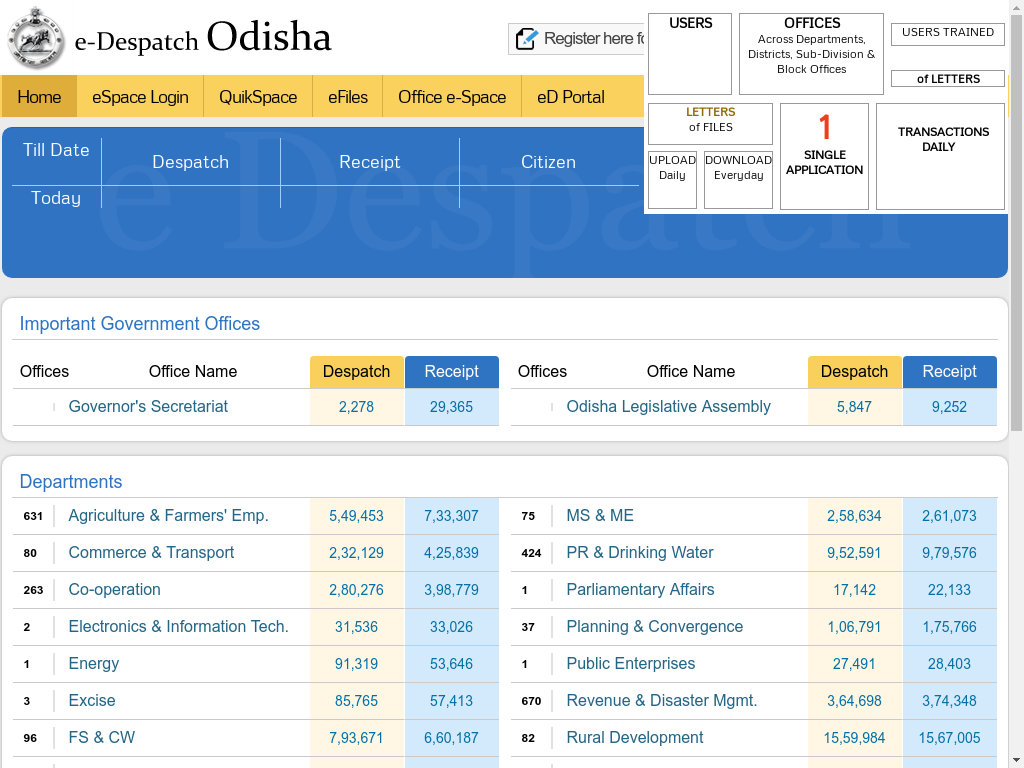 e-Despatch Odisha
Register here fo
USERS
OFFICES
Across Departments,
Districts, Sub-Division &
Block Offices
USERS TRAINED
of LETTERS
LETTERS
of FILES
UPLOAD
Daily
DOWNLOAD
Everyday
1
SINGLE
APPLICATION
TRANSACTIONS
DAILY
Home eSpace Login QuikSpace eFiles Office e-Space eD Portal
e Despatch
Till Date Despatch Receipt Citizen
Today
Important Government Offices
Offices Office Name Despatch Receipt Offices Office Name Despatch Receipt
Governor's Secretariat 2,278 29,365 Odisha Legislative Assembly 5,847 9,252
Departments
631 Agriculture & Farmers' Emp. 5,49,453 7,33,307 75 MS & ME 2,58,634 2,61,073
80 Commerce & Transport 2,32,129 4,25,839 424 PR & Drinking Water 9,52,591 9,79,576
263 Co-operation 2,80,276 3,98,779 1 Parliamentary Affairs 17,142 22,133
2 Electronics & Information Tech. 31,536 33,026 37 Planning & Convergence 1,06,791 1,75,766
1 Energy 91,319 53,646 1 Public Enterprises 27,491 28,403
3 Excise 85,765 57,413 670 Revenue & Disaster Mgmt. 3,64,698 3,74,348
96 FS & CW 7,93,671 6,60,187 82 Rural Development 15,59,984 15,67,005